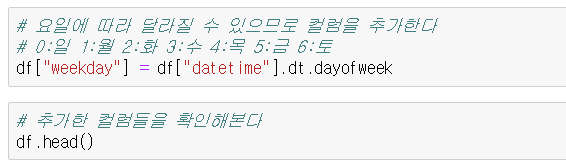 # 요일에 따라 달라질 수 있으므로 컬럼을 추가한다
# 0:일 1:월 2:화 3:수 4:목 5:금 6:토
df["weekday"] = df["datetime"].dt.dayofweek
# 추가한 컬럼들을 확인해본다
df.head()